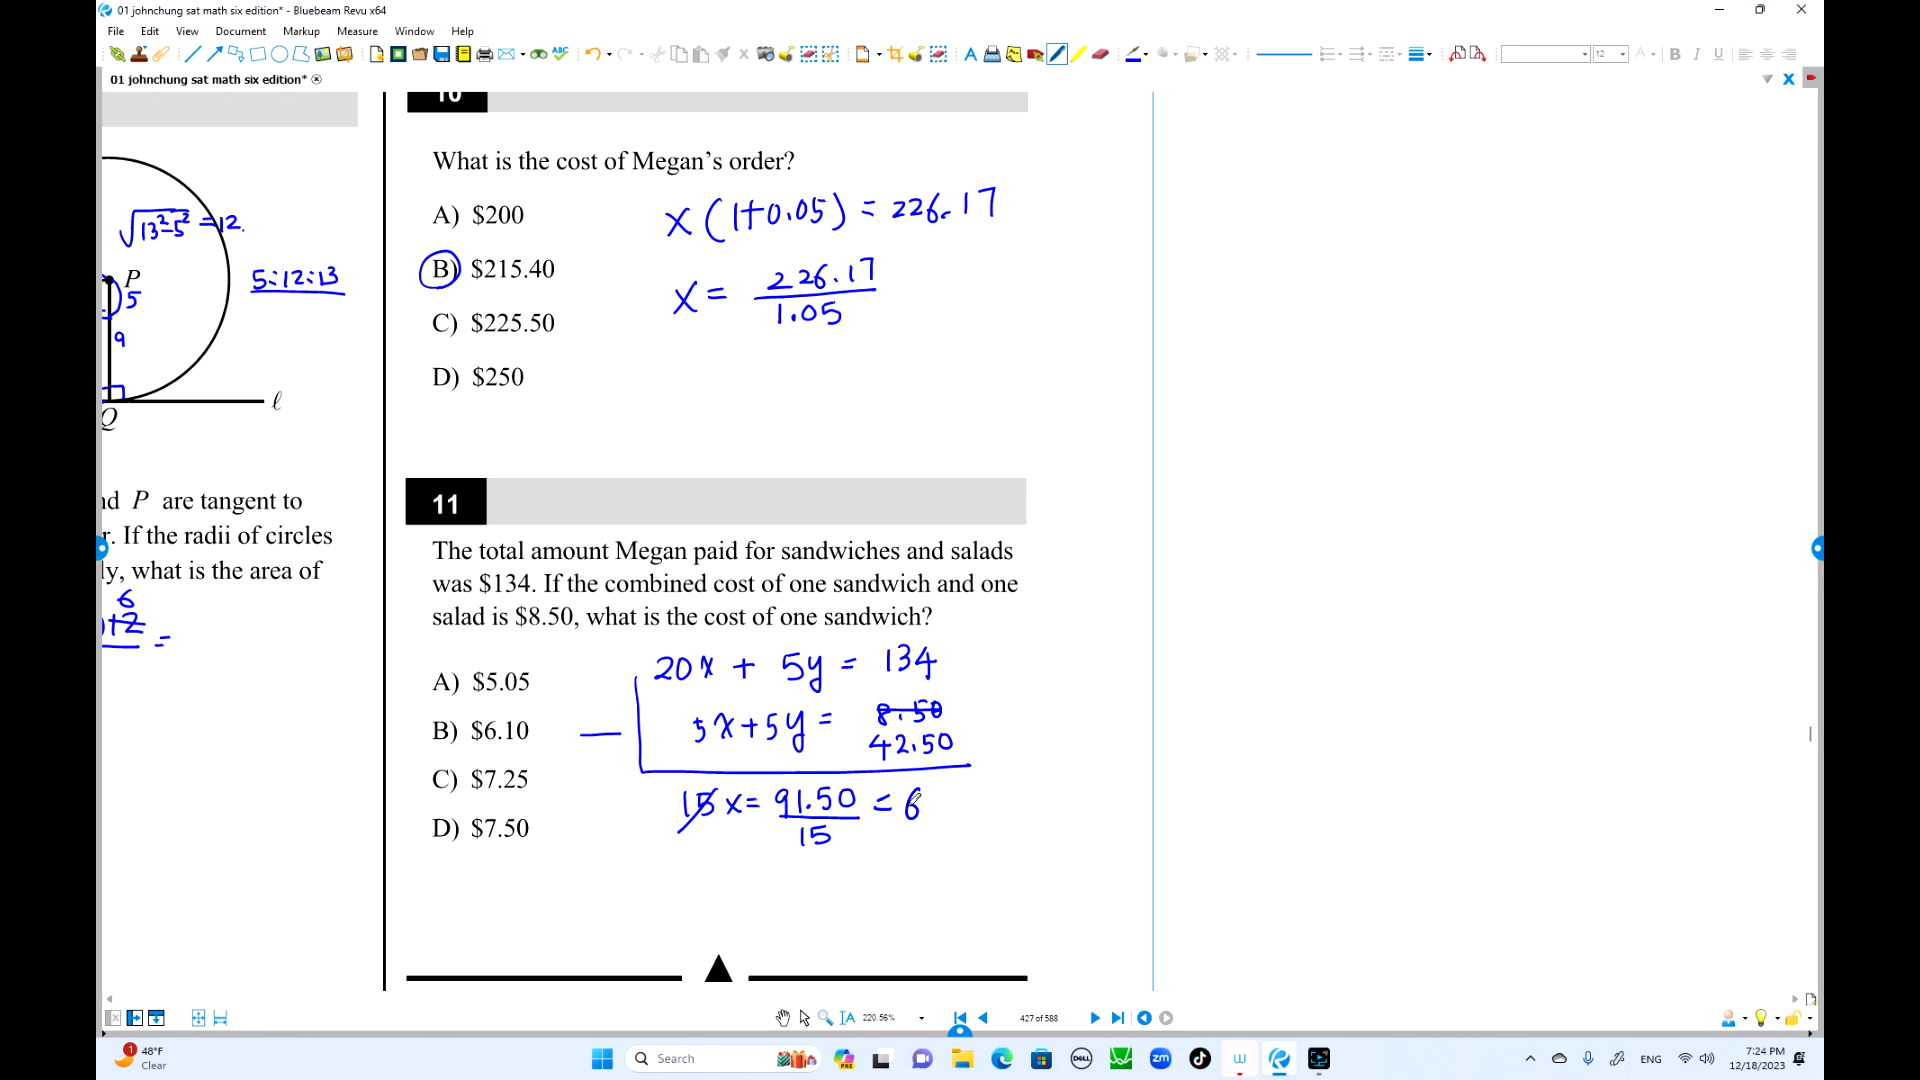 01 johnchung sat math six edition* - Bluebeam Revu x64
File Edit View Document Markup Measure Window Help
12
01 johnchung sat math six edition*
√13²-5² =12.
P
5
5:12:13
9
Q
ℓ
nd P are tangent to
r. If the radii of circles
ly, what is the area of
6
+2 =
10
What is the cost of Megan's order?
A) $200
B) $215.40
C) $225.50
D) $250
x (1+0.05) = 226.17
x = 226.17
1.05
11
The total amount Megan paid for sandwiches and salads
was $134. If the combined cost of one sandwich and one
salad is $8.50, what is the cost of one sandwich?
A) $5.05
B) $6.10
C) $7.25
D) $7.50
20x + 5y = 134
5x+5y = 8.50
42.50
15x = 91.50 = 6
15
220.56%
427 of 588
1
48°F
Clear
Search
PRE
DELL
zm
W
ENG
7:24 PM
12/18/2023